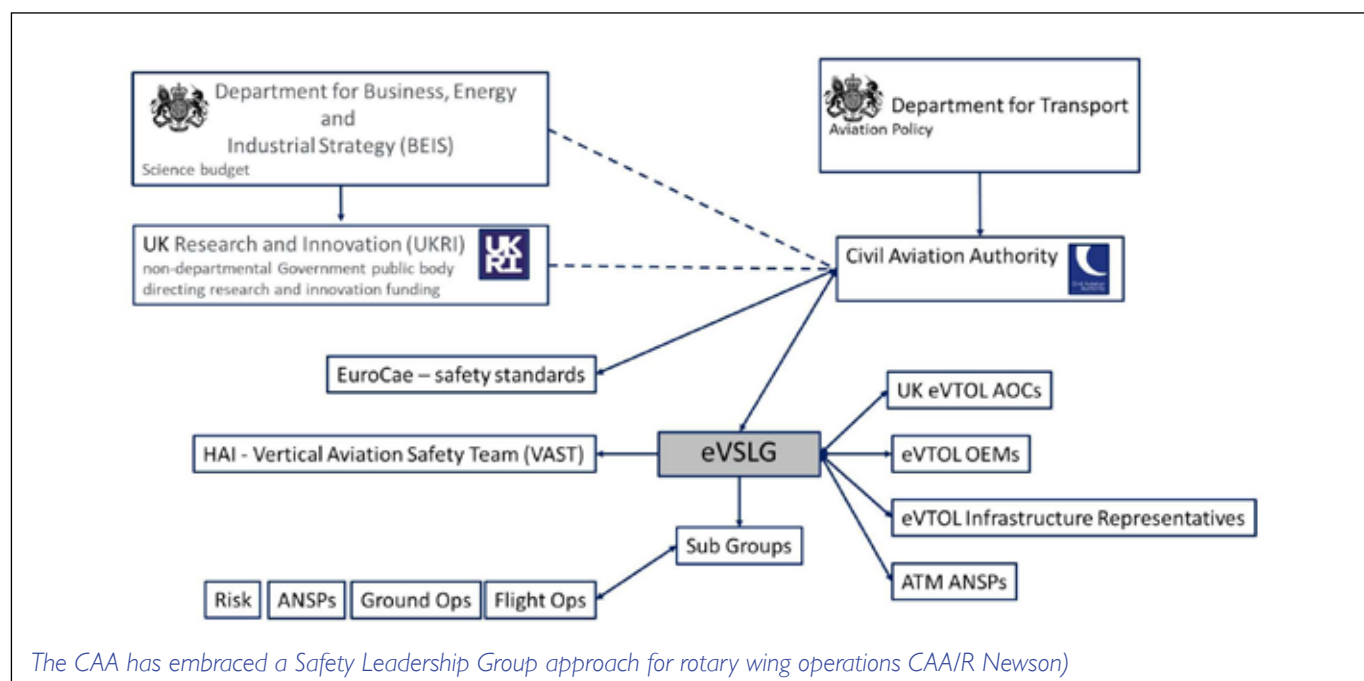 Department for Business, Energy
and
Industrial Strategy (BEIS)
Science budget
Department for Transport
Aviation Policy
UK Research and Innovation (UKRI)
non-departmental Government public body
directing research and innovation funding
UK
RI
Civil Aviation Authority
Civil Aviation
Authority
EuroCae – safety standards
UK eVTOL AOCs
HAI - Vertical Aviation Safety Team (VAST)
eVSLG
eVTOL OEMs
eVTOL Infrastructure Representatives
Sub Groups
ATM ANSPs
Risk
ANSPs
Ground Ops
Flight Ops
The CAA has embraced a Safety Leadership Group approach for rotary wing operations CAA/R Newson)